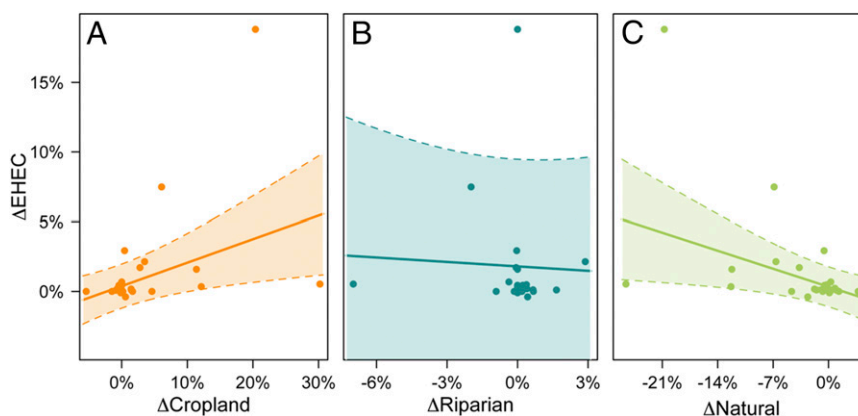 A B C
15%
10%
5%
0%
ΔEHEC
0% 10% 20% 30% -6% -3% 0% 3% -21% -14% -7% 0%
ΔCropland ΔRiparian ΔNatural